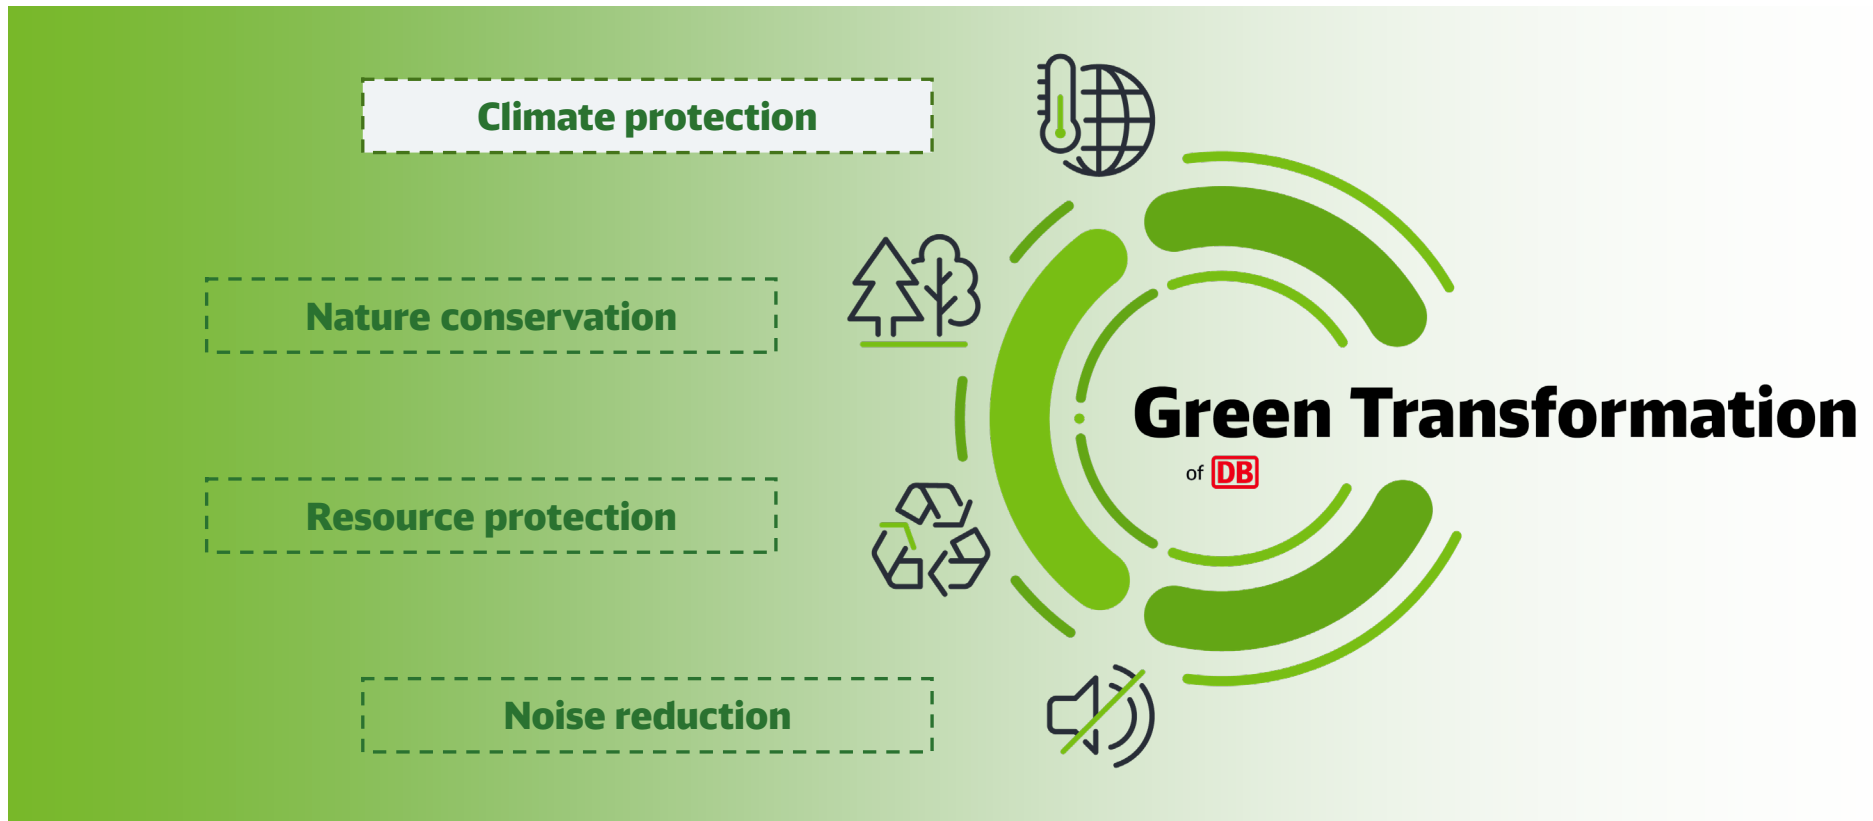 Climate protection
Nature conservation
Resource protection
Noise reduction
Green Transformation
of DB